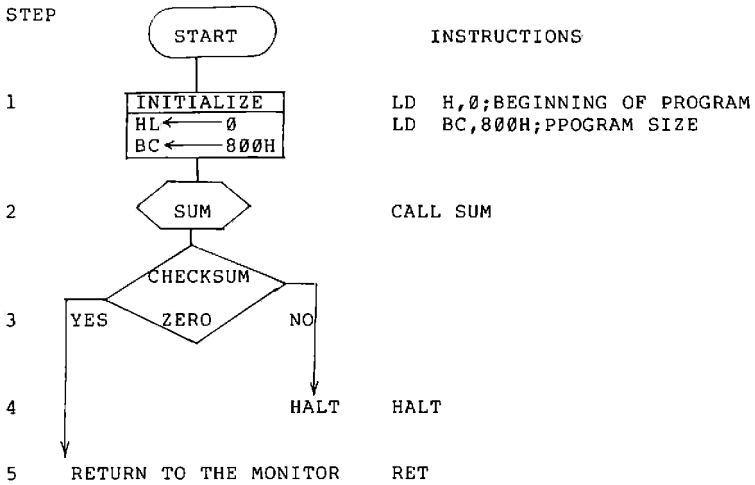 STEP
START INSTRUCTIONS
1 INITIALIZE LD H,Ø;BEGINNING OF PROGRAM
HL Ø LD BC,8ØØH;PPOGRAM SIZE
BC 8ØØH
2 SUM CALL SUM
CHECKSUM
3 YES ZERO NO
4 HALT HALT
5 RETURN TO THE MONITOR RET